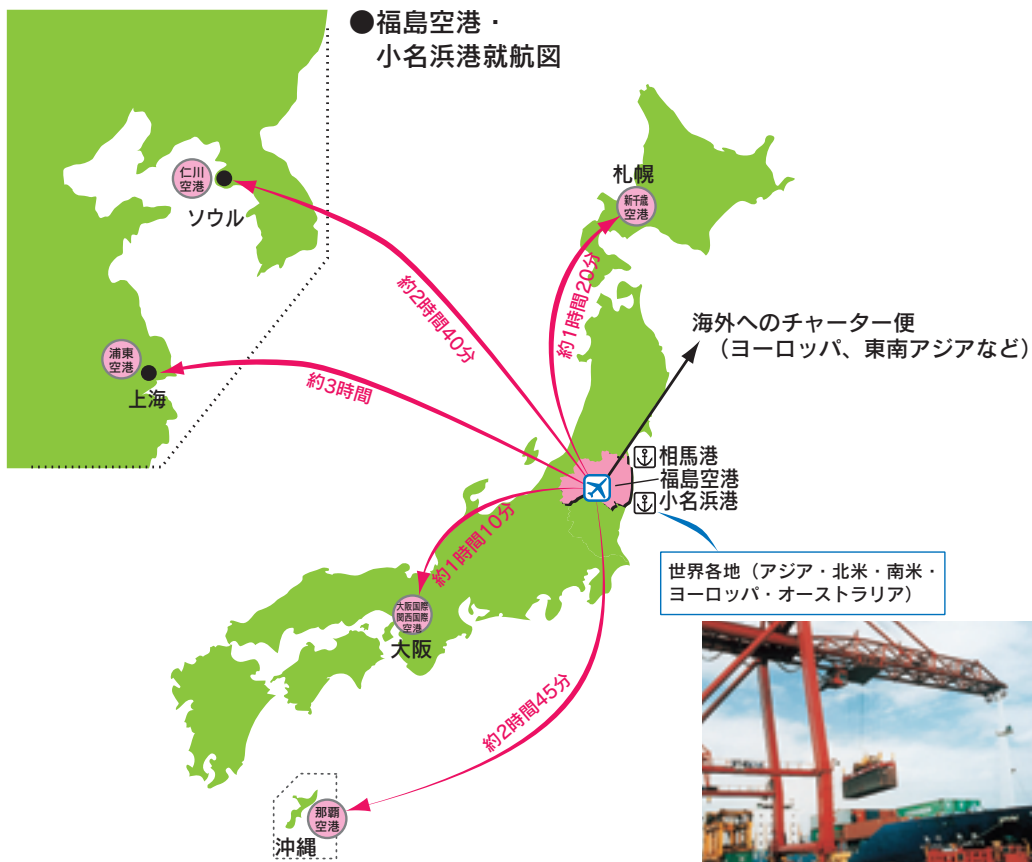 ●福島空港・
小名浜港就航図
仁川
空港
ソウル
札幌
新千歳
空港
約2時間40分
約1時間20分
海外へのチャーター便
（ヨーロッパ、東南アジアなど）
浦東
空港
上海
約3時間
相馬港
福島空港
小名浜港
約1時間10分
世界各地（アジア・北米・南米・
ヨーロッパ・オーストラリア）
大阪国際
関西国際
空港
大阪
約2時間45分
那覇
空港
沖縄